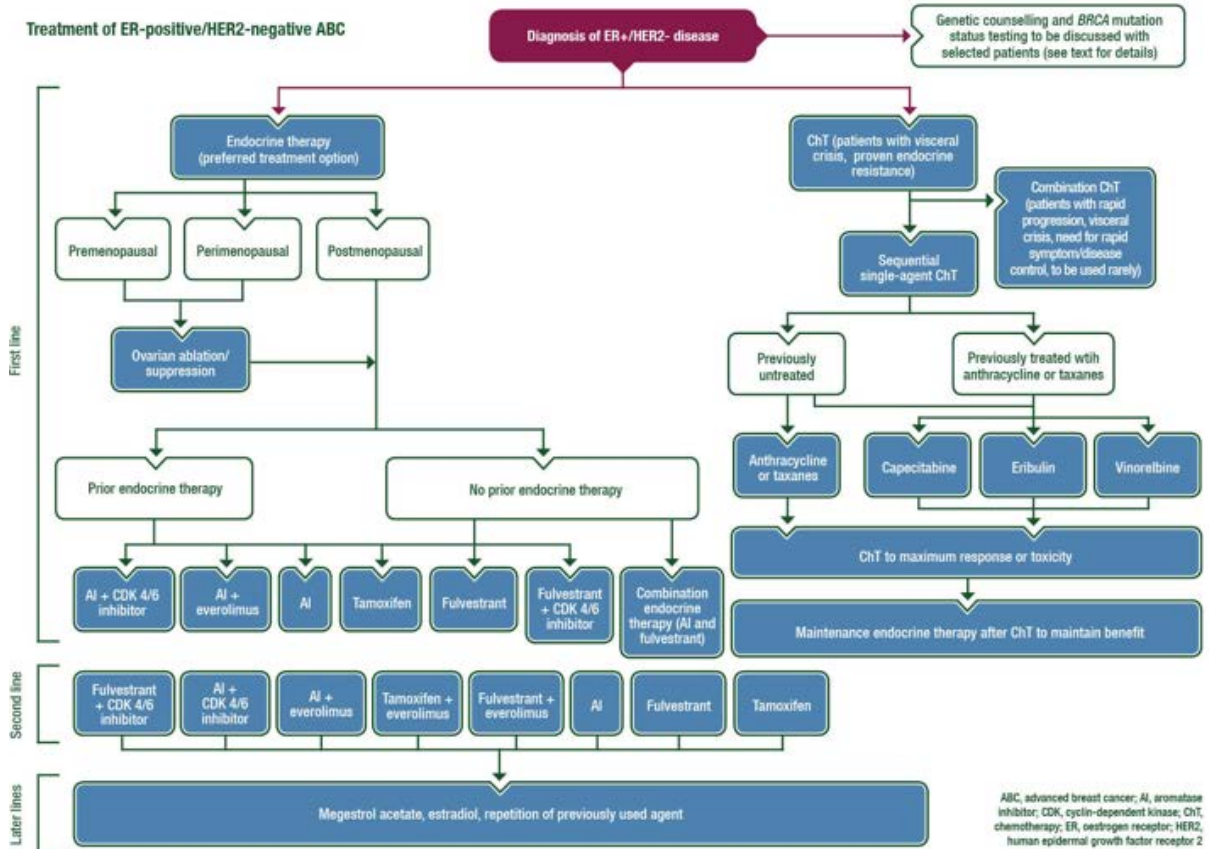 Treatment of ER-positive/HER2-negative ABC
Diagnosis of ER+/HER2- disease
Genetic counselling and BRCA mutation
status testing to be discussed with
selected patients (see text for details)
First line
Endocrine therapy
(preferred treatment option)
ChT (patients with visceral
crisis, proven endocrine
resistance)
Combination ChT
(patients with rapid
progression, visceral
crisis, need for rapid
symptom/disease
control, to be used rarely)
Premenopausal
Perimenopausal
Postmenopausal
Sequential
single-agent ChT
Ovarian ablation/
suppression
Previously
untreated
Previously treated wtih
anthracycline or taxanes
Prior endocrine therapy
No prior endocrine therapy
Anthracycline
or taxanes
Capecitabine
Eribulin
Vinorelbine
ChT to maximum response or toxicity
AI + CDK 4/6
inhibitor
AI +
everolimus
AI
Tamoxifen
Fulvestrant
Fulvestrant
+ CDK 4/6
inhibitor
Combination
endocrine
therapy (AI and
fulvestrant)
Maintenance endocrine therapy after ChT to maintain benefit
Second line
Fulvestrant
+ CDK 4/6
inhibitor
AI +
CDK 4/6
inhibitor
AI +
everolimus
Tamoxifen +
everolimus
Fulvestrant +
everolimus
AI
Fulvestrant
Tamoxifen
Later lines
Megestrol acetate, estradiol, repetition of previously used agent
ABC, advanced breast cancer; AI, aromatase
inhibitor; CDK, cyclin-dependent kinase; ChT,
chemotherapy; ER, oestrogen receptor; HER2,
human epidermal growth factor receptor 2